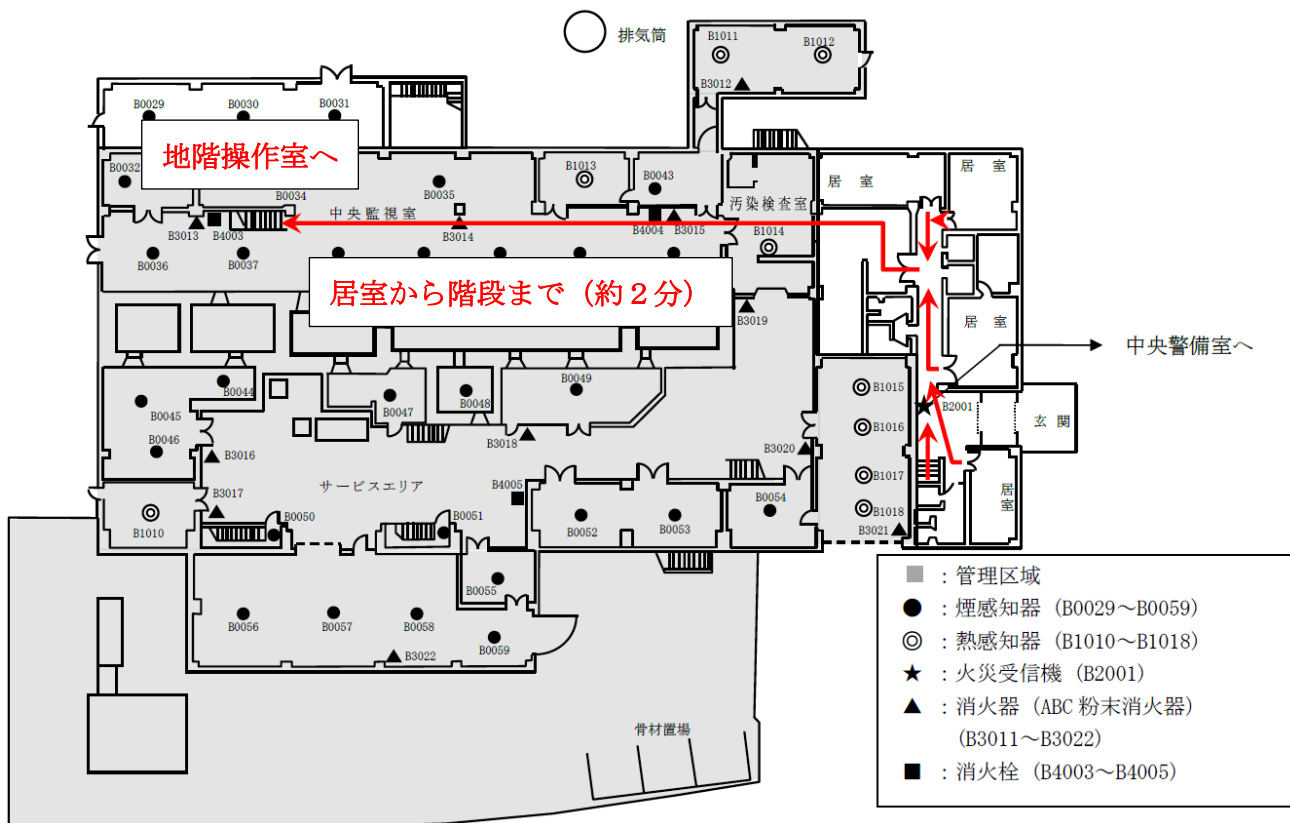 排気筒
B1011
B1012
B3012
B0029
B0030
B0031
地階操作室へ
B0032
B0034
B0035
B1013
B0043
居　室
居　室
中央監視室
汚染検査室
B3013
B4003
B3014
B4004
B3015
B1014
B0036
B0037
居室から階段まで（約２分）
B3019
居　室
中央警備室へ
B0044
B0045
B0046
B0047
B0048
B0049
B1015
B2001
B1016
玄関
B3016
B3018
B3020
B3017
サービスエリア
B4005
B1017
B1018
居室
B1010
B0050
B0051
B0052
B0053
B0054
B3021
B0055
B0056
B0057
B0058
B0059
B3022
骨材置場
：管理区域
：煙感知器（B0029～B0059）
：熱感知器（B1010～B1018）
：火災受信機（B2001）
：消火器（ABC 粉末消火器）
（B3011～B3022）
：消火栓（B4003～B4005）